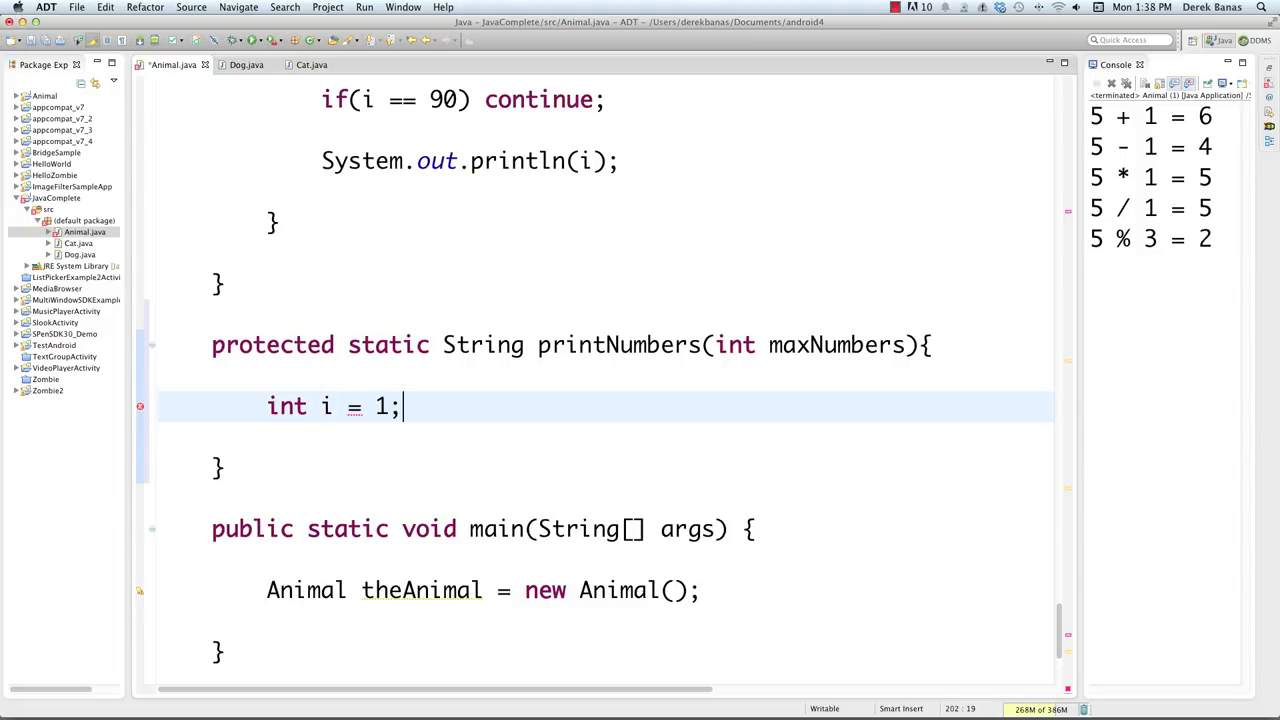 ADT File Edit Refactor Source Navigate Search Project Run Window Help 10 Mon 1:38 PM Derek Banas
Java – JavaComplete/src/Animal.java – ADT – /Users/derekbanas/Documents/android4
Quick Access Java DDMS
Package Exp
*Animal.java Dog.java Cat.java
Console
<terminated> Animal (1) [Java Application] /S
Animal
appcompat_v7
appcompat_v7_2
appcompat_v7_3
appcompat_v7_4
BridgeSample
HelloWorld
HelloZombie
ImageFilterSampleApp
JavaComplete
src
(default package)
Animal.java
Cat.java
Dog.java
JRE System Library [Ja
ListPickerExample2Activi
MediaBrowser
MultiWindowSDKExample
MusicPlayerActivity
SlookActivity
SPenSDK30_Demo
TestAndroid
TextGroupActivity
VideoPlayerActivity
Zombie
Zombie2
if(i == 90) continue;
System.out.println(i);
}
}
protected static String printNumbers(int maxNumbers){
int i = 1;
}
public static void main(String[] args) {
Animal theAnimal = new Animal();
}
5 + 1 = 6
5 - 1 = 4
5 * 1 = 5
5 / 1 = 5
5 % 3 = 2
Writable Smart Insert 202 : 19 268M of 386M